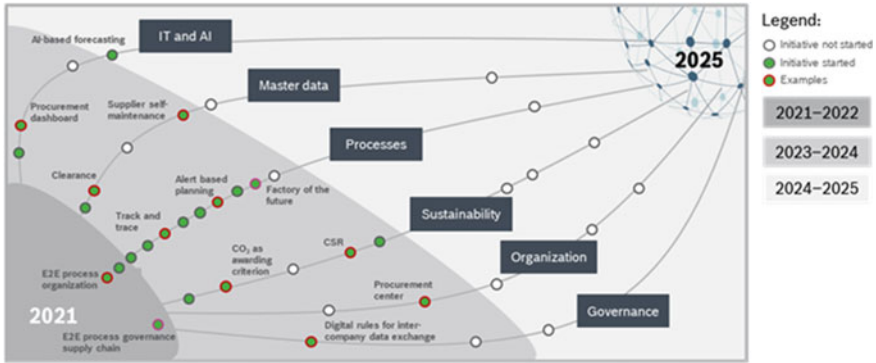 IT and AI
AI-based forecasting
2025
Master data
Procurement
dashboard
Supplier self-
maintenance
Processes
Clearance
Alert based
planning
Factory of the
future
Track and
trace
Sustainability
CSR
CO₂ as
awarding
criterion
E2E process
organization
Organization
Procurement
center
2021
Governance
E2E process governance
supply chain
Digital rules for inter-
company data exchange
Legend:
Initiative not started
Initiative started
Examples
2021–2022
2023–2024
2024–2025